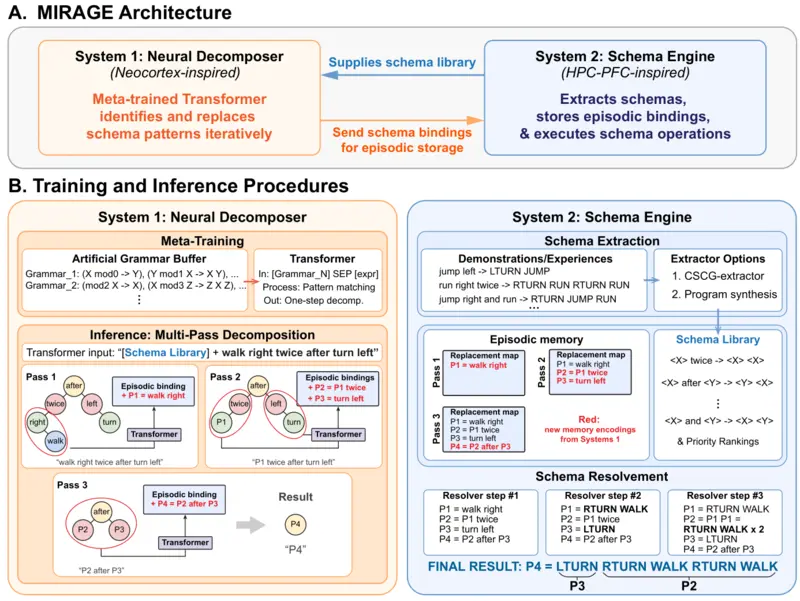 A. MIRAGE Architecture
System 1: Neural Decomposer
(Neocortex-inspired)
Meta-trained Transformer
identifies and replaces
schema patterns iteratively
Supplies schema library
Send schema bindings
for episodic storage
System 2: Schema Engine
(HPC-PFC-inspired)
Extracts schemas,
stores episodic bindings,
& executes schema operations
B. Training and Inference Procedures
System 1: Neural Decomposer
Meta-Training
Artificial Grammar Buffer
Grammar_1: (X mod0 -> Y), (Y mod1 X -> X Y), ...
Grammar_2: (mod2 X -> X), (mod3 Z -> Z X Z), ...
⋮
Transformer
In: [Grammar_N] SEP [expr]
Process: Pattern matching
Out: One-step decomp.
Inference: Multi-Pass Decomposition
Transformer input: "[Schema Library] + walk right twice after turn left"
Pass 1
after
twice
left
right
turn
walk
Episodic binding
+ P1 = walk right
Transformer
"walk right twice after turn left"
Pass 2
after
twice
left
P1
turn
Episodic bindings
+ P2 = P1 twice
+ P3 = turn left
Transformer
"P1 twice after turn left"
Pass 3
after
P2
P3
Episodic binding
+ P4 = P2 after P3
Transformer
"P2 after P3"
Result
P4
"P4"
System 2: Schema Engine
Schema Extraction
Demonstrations/Experiences
jump left -> LTURN JUMP
run right twice -> RTURN RUN RTURN RUN
jump right and run -> RTURN JUMP RUN
...
Extractor Options
1. CSCG-extractor
2. Program synthesis
Episodic memory
Pass 1
Replacement map
P1 = walk right
Pass 2
Replacement map
P1 = walk right
P2 = P1 twice
P3 = turn left
Pass 3
Replacement map
P1 = walk right
P2 = P1 twice
P3 = turn left
P4 = P2 after P3
Red:
new memory encodings
from Systems 1
Schema Library
<X> twice -> <X> <X>
<X> after <Y> -> <Y> <X>
⋮
<X> and <Y> -> <X> <Y>
& Priority Rankings
Schema Resolvement
Resolver step #1
P1 = walk right
P2 = P1 twice
P3 = turn left
P4 = P2 after P3
Resolver step #2
P1 = RTURN WALK
P2 = P1 twice
P3 = LTURN
P4 = P2 after P3
Resolver step #3
P1 = RTURN WALK
P2 = P1 P1 =
RTURN WALK x 2
P3 = LTURN
P4 = P2 after P3
FINAL RESULT: P4 = LTURN RTURN WALK RTURN WALK
P3
P2